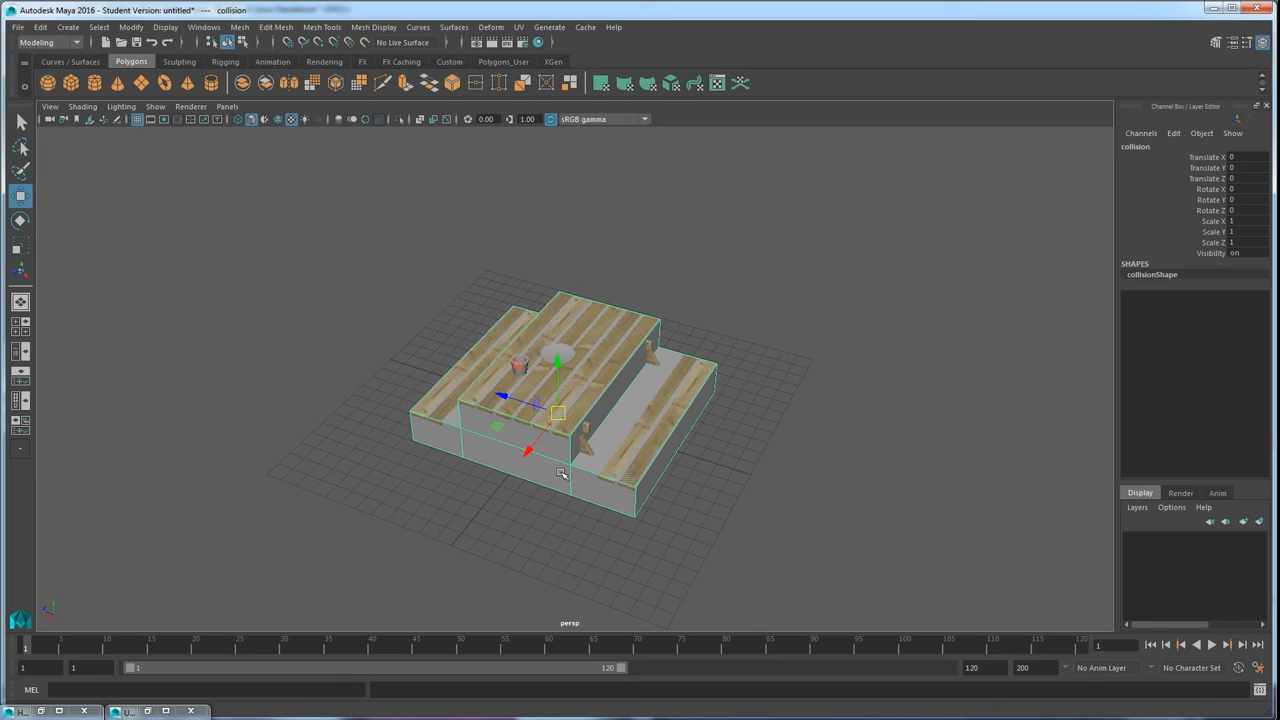 Autodesk Maya 2016 - Student Version: untitled* --- collision
File Edit Create Select Modify Display Windows Mesh Edit Mesh Mesh Tools Mesh Display Curves Surfaces Deform UV Generate Cache Help
Modeling No Live Surface
Curves / Surfaces Polygons Sculpting Rigging Animation Rendering FX FX Caching Custom Polygons_User XGen
View Shading Lighting Show Renderer Panels
0.00 1.00 sRGB gamma
Channel Box / Layer Editor
Channels Edit Object Show
collision
Translate X 0
Translate Y 0
Translate Z 0
Rotate X 0
Rotate Y 0
Rotate Z 0
Scale X 1
Scale Y 1
Scale Z 1
Visibility on
SHAPES
collisionShape
Display Render Anim
Layers Options Help
persp
5 10 15 20 25 30 35 40 45 50 55 60 65 70 75 80 85 90 95 100 105 110 115 120
1 1
1 1 1 120 120 200 No Anim Layer No Character Set
MEL
H... U...